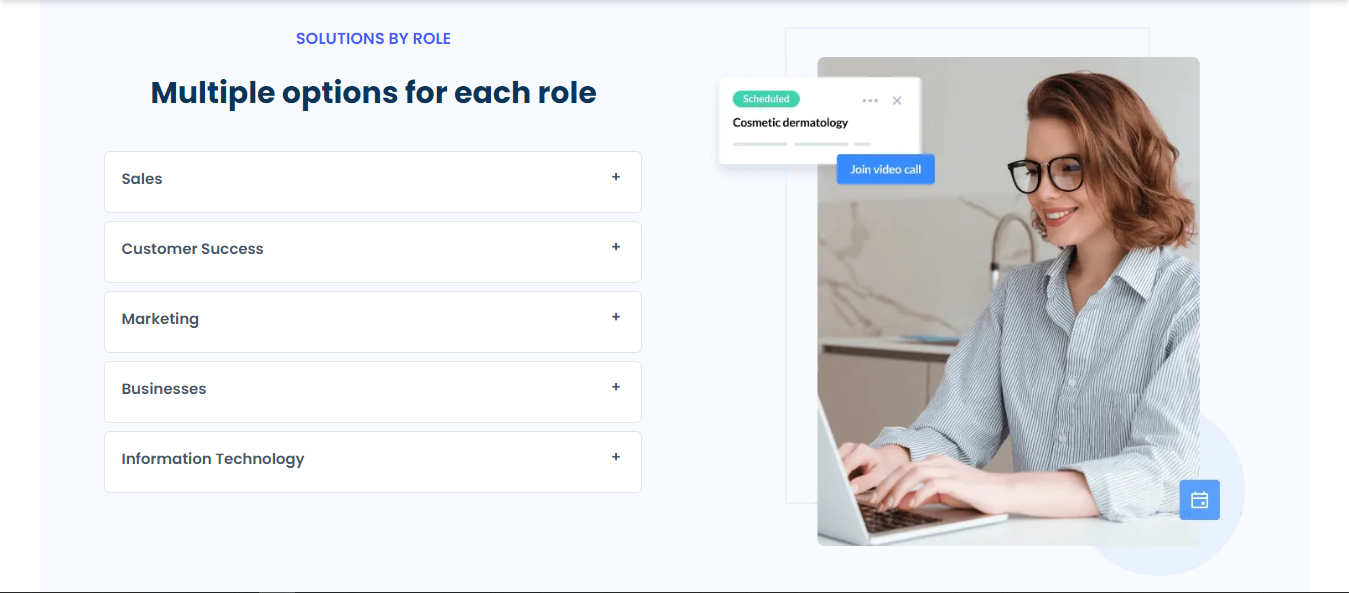 SOLUTIONS BY ROLE
Multiple options for each role
Sales +
Customer Success +
Marketing +
Businesses +
Information Technology +
Scheduled
Cosmetic dermatology
Join video call